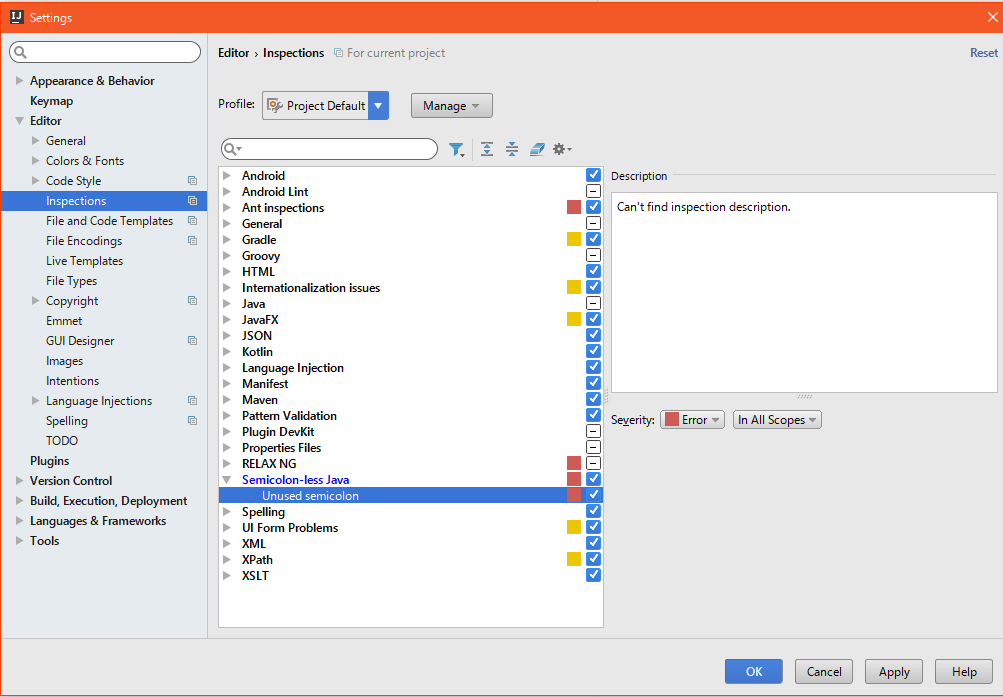 IJ Settings
Editor › Inspections For current project Reset
Appearance & Behavior
Keymap
Editor
General
Colors & Fonts
Code Style
Inspections
File and Code Templates
File Encodings
Live Templates
File Types
Copyright
Emmet
GUI Designer
Images
Intentions
Language Injections
Spelling
TODO
Plugins
Version Control
Build, Execution, Deployment
Languages & Frameworks
Tools
Profile: Project Default Manage
Android
Android Lint
Ant inspections
General
Gradle
Groovy
HTML
Internationalization issues
Java
JavaFX
JSON
Kotlin
Language Injection
Manifest
Maven
Pattern Validation
Plugin DevKit
Properties Files
RELAX NG
Semicolon-less Java
Unused semicolon
Spelling
UI Form Problems
XML
XPath
XSLT
Description
Can't find inspection description.
Severity: Error In All Scopes
OK Cancel Apply Help